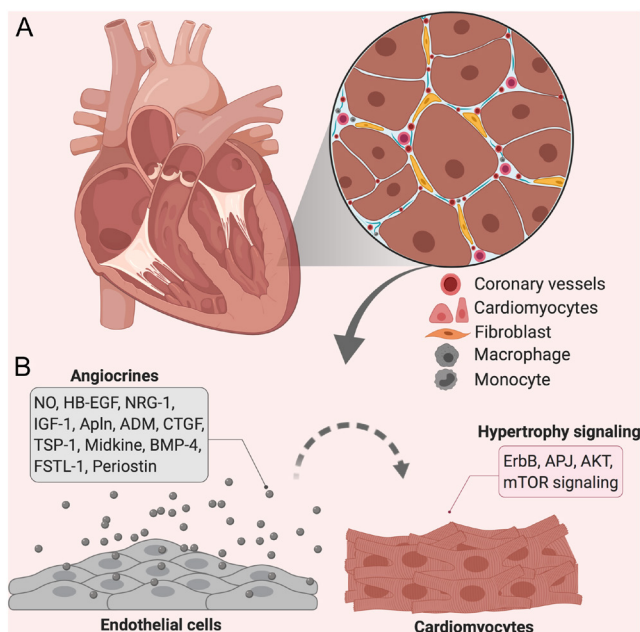 A
Coronary vessels
Cardiomyocytes
Fibroblast
Macrophage
Monocyte
B
Angiocrines
NO, HB-EGF, NRG-1,
IGF-1, Apln, ADM, CTGF,
TSP-1, Midkine, BMP-4,
FSTL-1, Periostin
Hypertrophy signaling
ErbB, APJ, AKT,
mTOR signaling
Endothelial cells
Cardiomyocytes